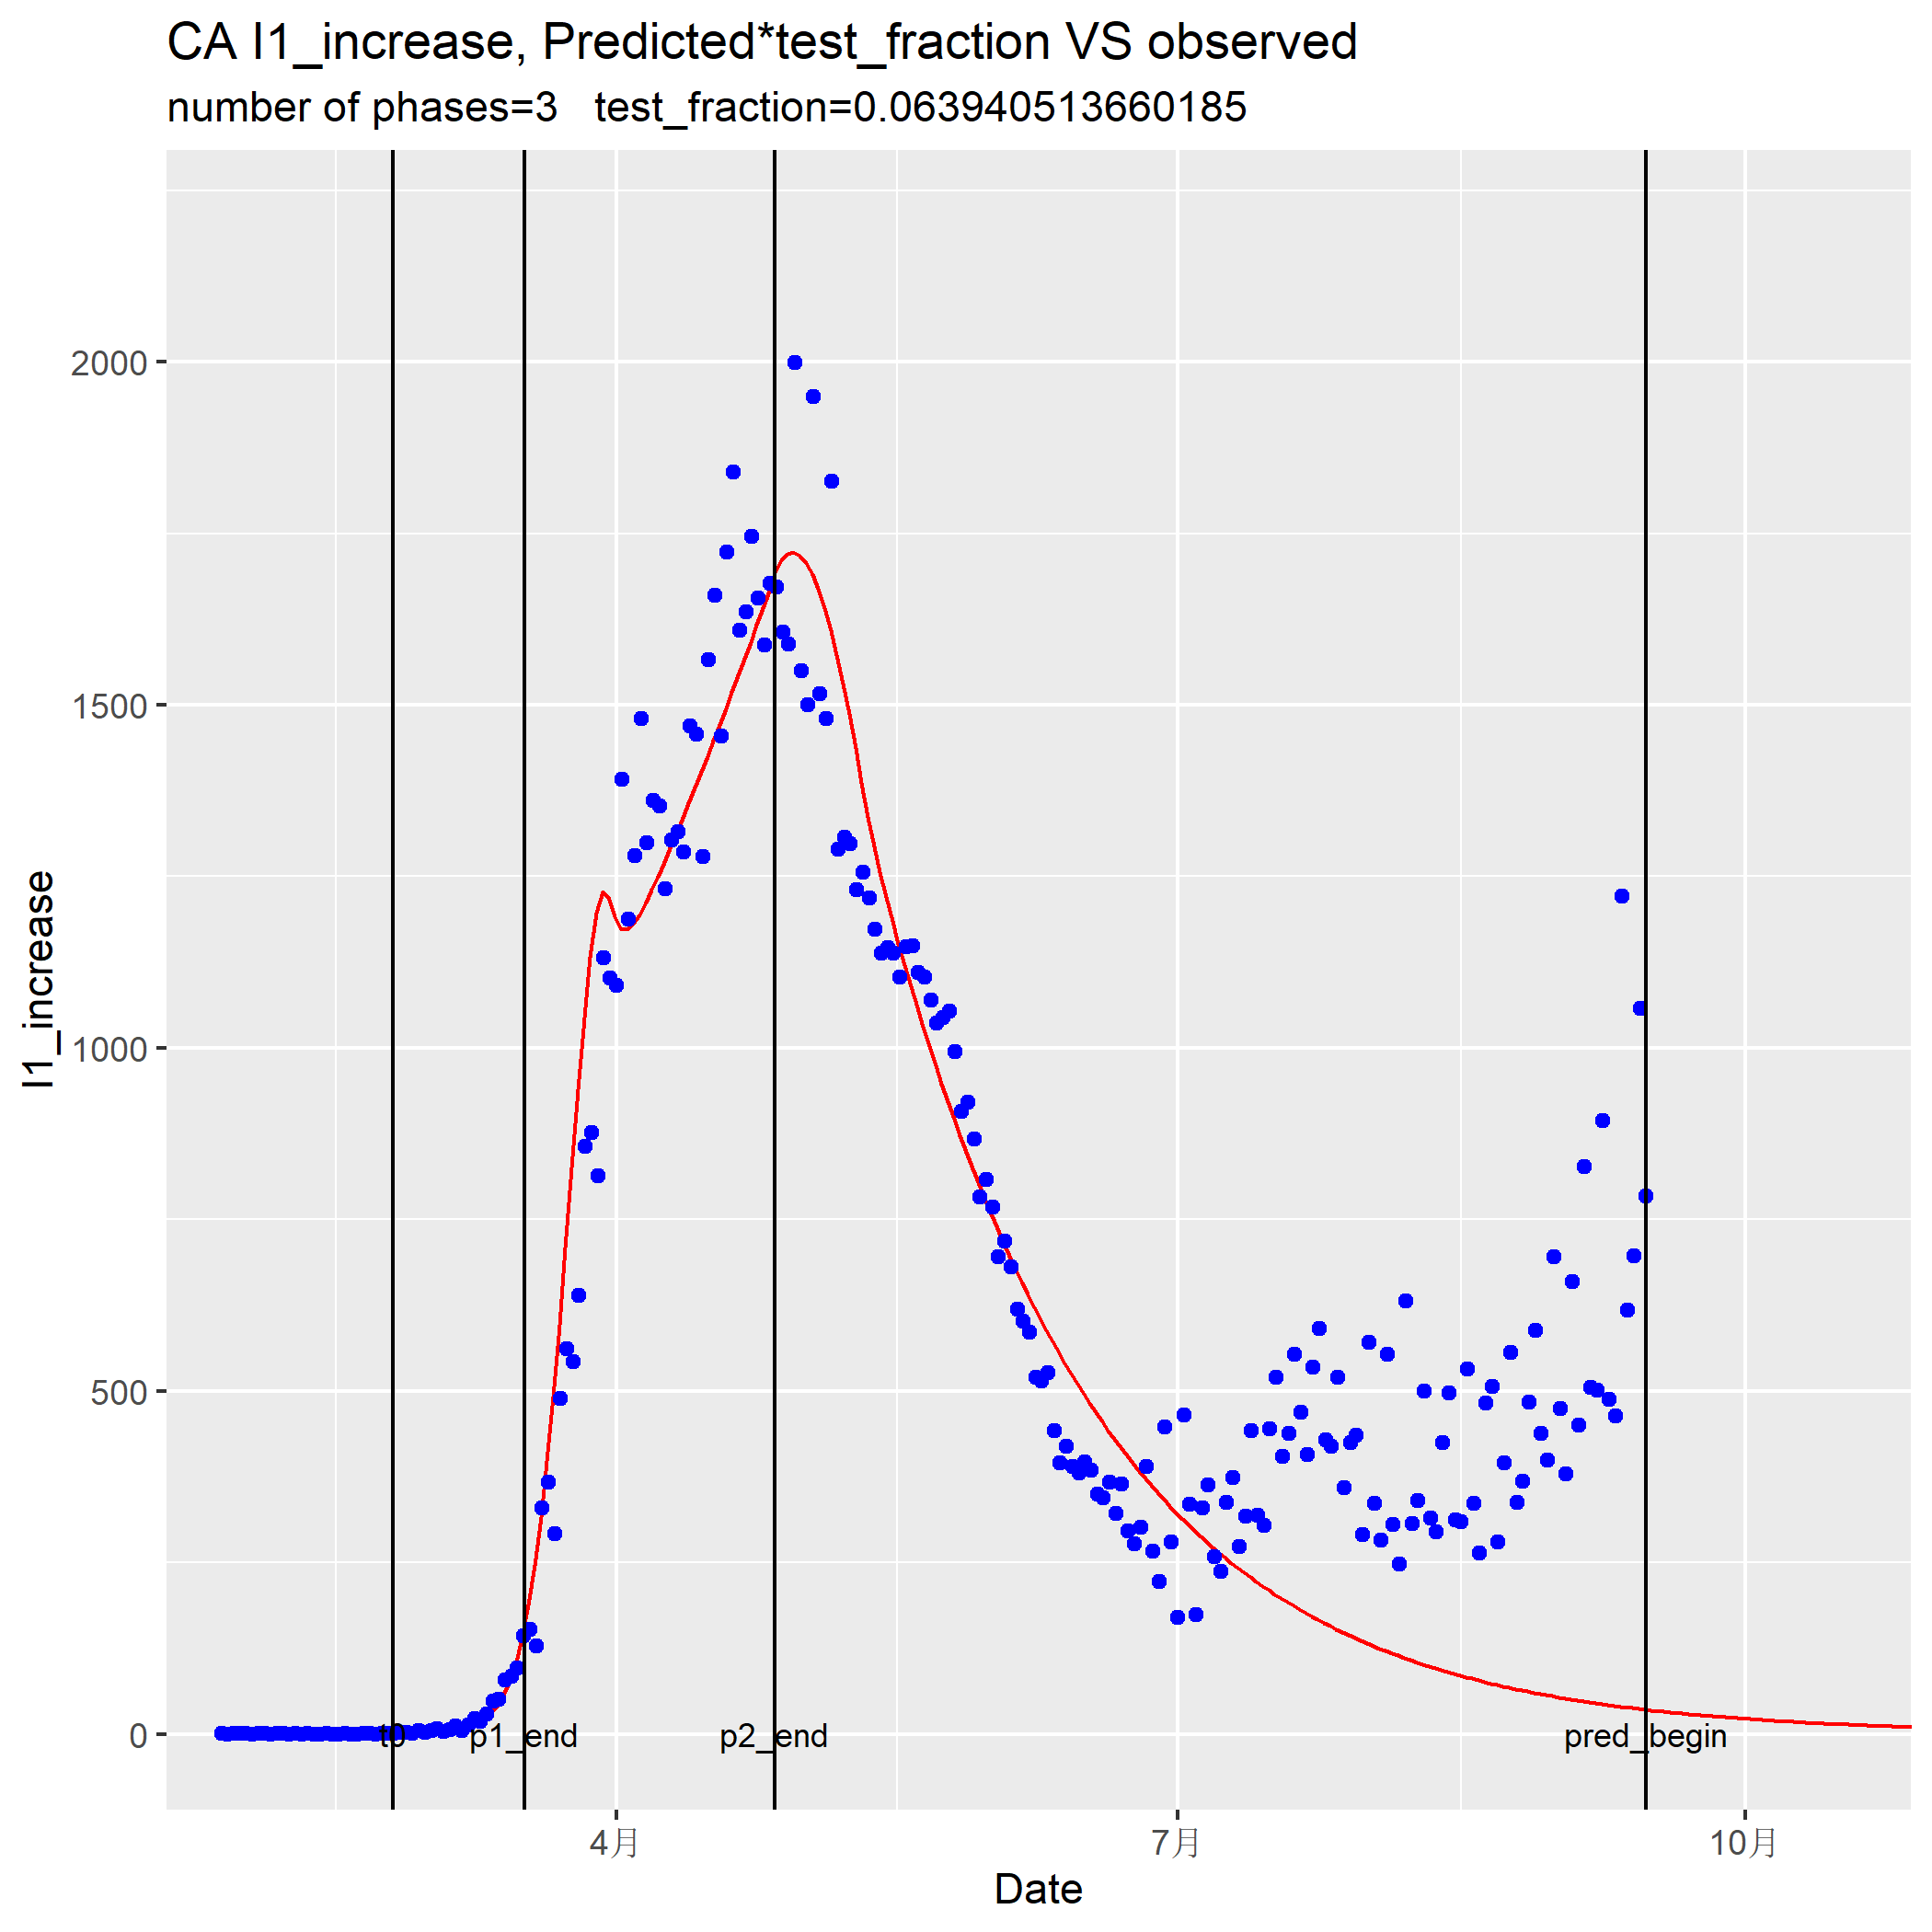 CA I1_increase, Predicted*test_fraction VS observed
number of phases=3   test_fraction=0.063940513660185
I1_increase
2000
1500
1000
500
0
t0
p1_end
p2_end
pred_begin
4月
7月
10月
Date